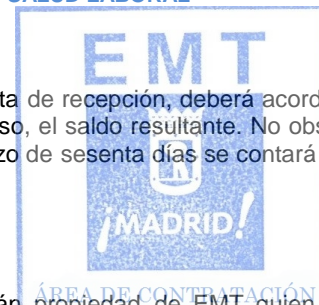 SALUD LABORAL
EMT
ta de recepción, deberá acord
so, el saldo resultante. No obs
zo de sesenta días se contará
¡MADRID!
ÁREA DE CONTRATACIÓN
án propiedad de EMT quien